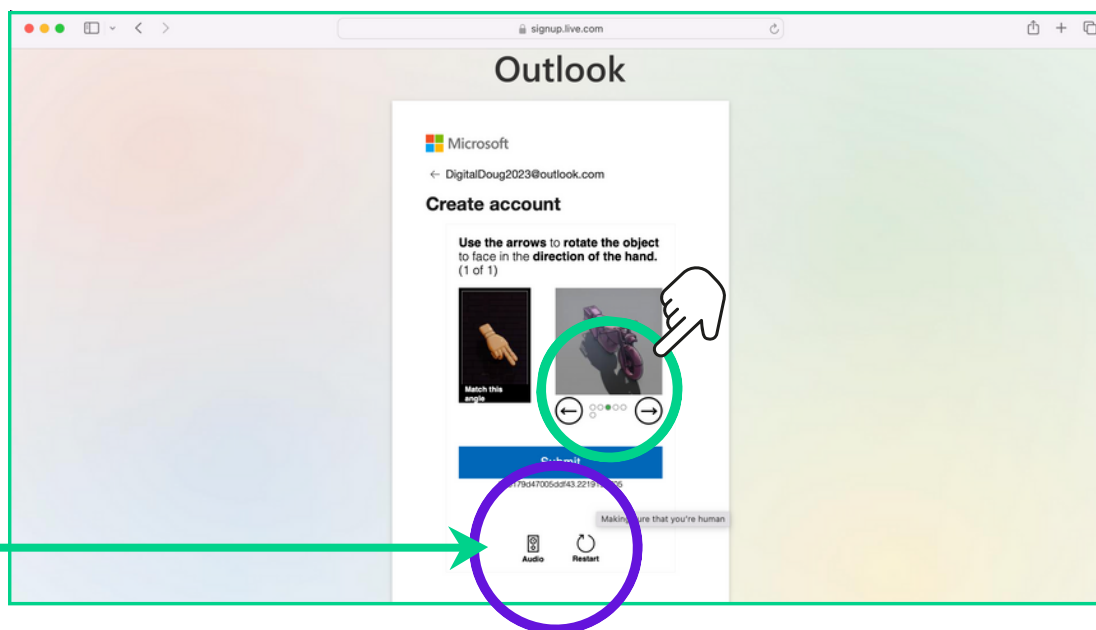 signup.live.com
Outlook
Microsoft
← DigitalDoug2023@outlook.com
Create account
Use the arrows to rotate the object
to face in the direction of the hand.
(1 of 1)
Match this
angle
Submit
Making sure that you're human
Audio
Restart